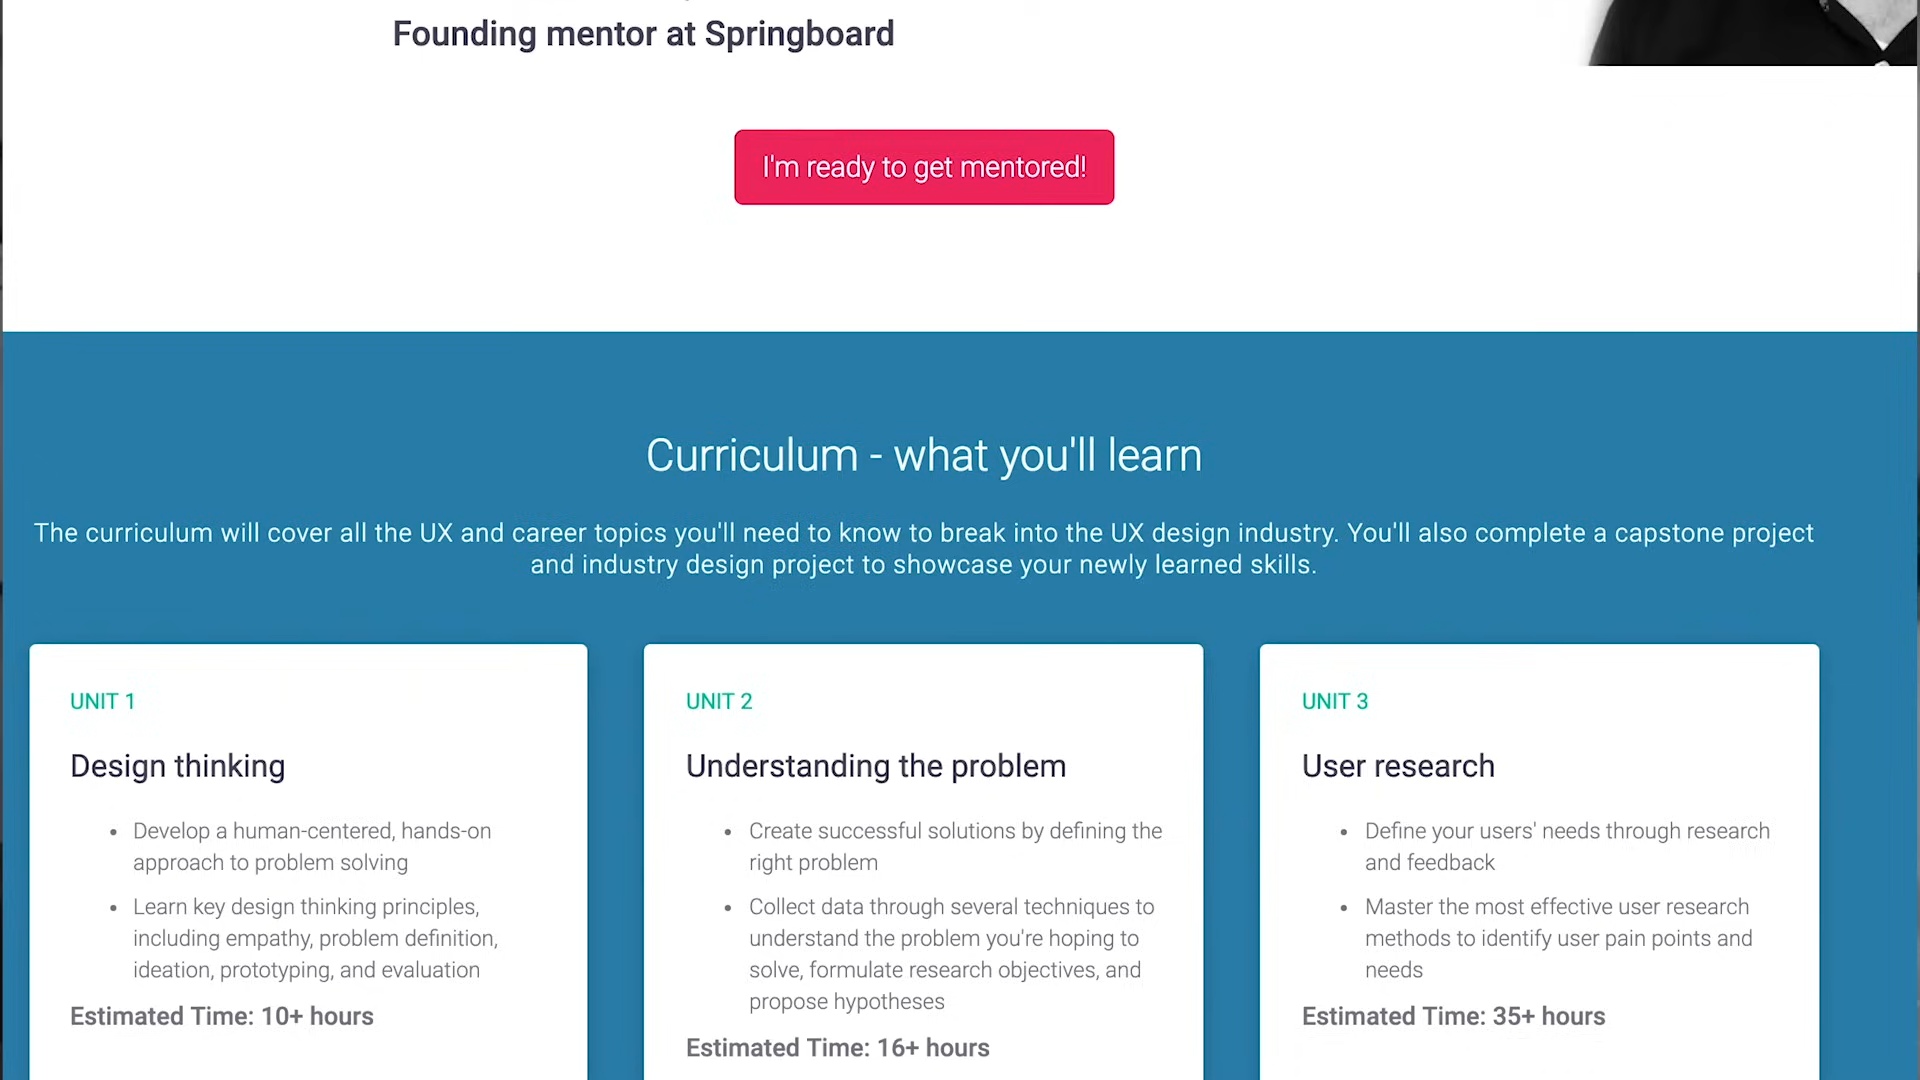 Founding mentor at Springboard
I'm ready to get mentored!
Curriculum - what you'll learn
The curriculum will cover all the UX and career topics you'll need to know to break into the UX design industry. You'll also complete a capstone project
and industry design project to showcase your newly learned skills.
UNIT 1
Design thinking
• Develop a human-centered, hands-on
approach to problem solving
• Learn key design thinking principles,
including empathy, problem definition,
ideation, prototyping, and evaluation
Estimated Time: 10+ hours
UNIT 2
Understanding the problem
• Create successful solutions by defining the
right problem
• Collect data through several techniques to
understand the problem you're hoping to
solve, formulate research objectives, and
propose hypotheses
Estimated Time: 16+ hours
UNIT 3
User research
• Define your users' needs through research
and feedback
• Master the most effective user research
methods to identify user pain points and
needs
Estimated Time: 35+ hours